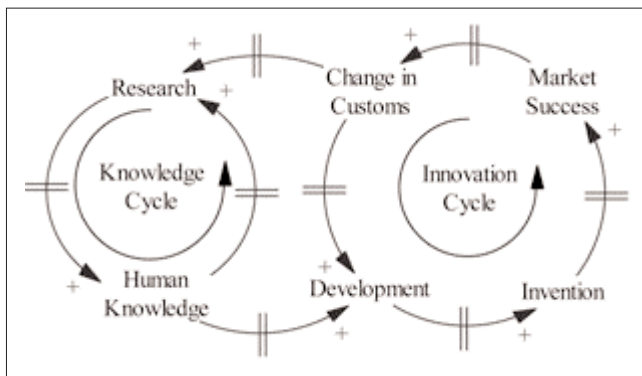 +
+
Research
+
Change in
Customs
Market
Success
+
Knowledge
Cycle
Innovation
Cycle
+
Human
Knowledge
+
Development
Invention
+
+